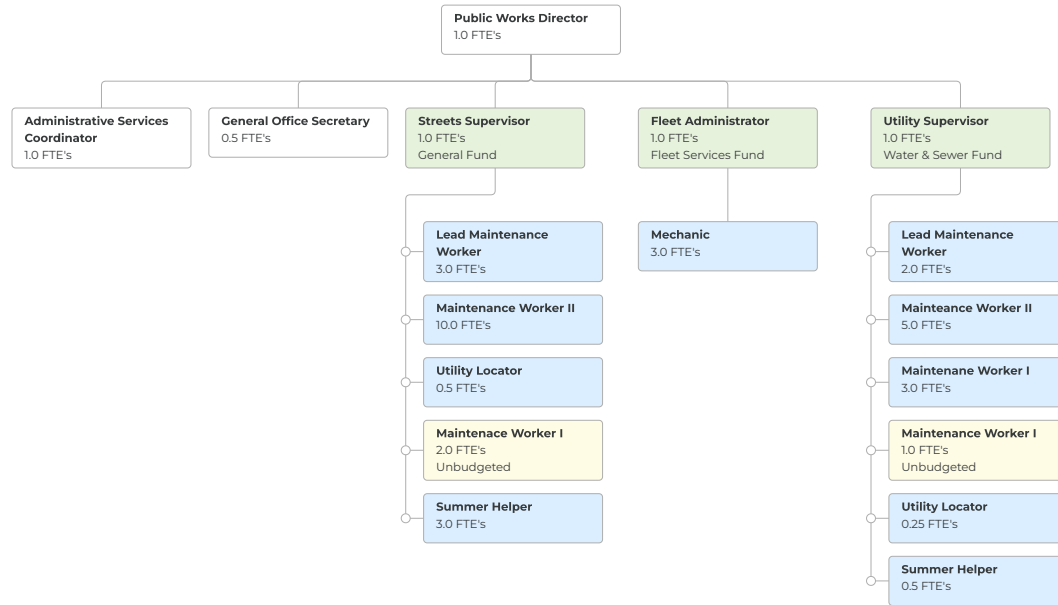 Public Works Director
1.0 FTE's
Administrative Services
Coordinator
1.0 FTE's
General Office Secretary
0.5 FTE's
Streets Supervisor
1.0 FTE's
General Fund
Fleet Administrator
1.0 FTE's
Fleet Services Fund
Utility Supervisor
1.0 FTE's
Water & Sewer Fund
Lead Maintenance
Worker
3.0 FTE's
Maintenance Worker II
10.0 FTE's
Utility Locator
0.5 FTE's
Maintenace Worker I
2.0 FTE's
Unbudgeted
Summer Helper
3.0 FTE's
Mechanic
3.0 FTE's
Lead Maintenance
Worker
2.0 FTE's
Mainteance Worker II
5.0 FTE's
Maintenane Worker I
3.0 FTE's
Maintenance Worker I
1.0 FTE's
Unbudgeted
Utility Locator
0.25 FTE's
Summer Helper
0.5 FTE's